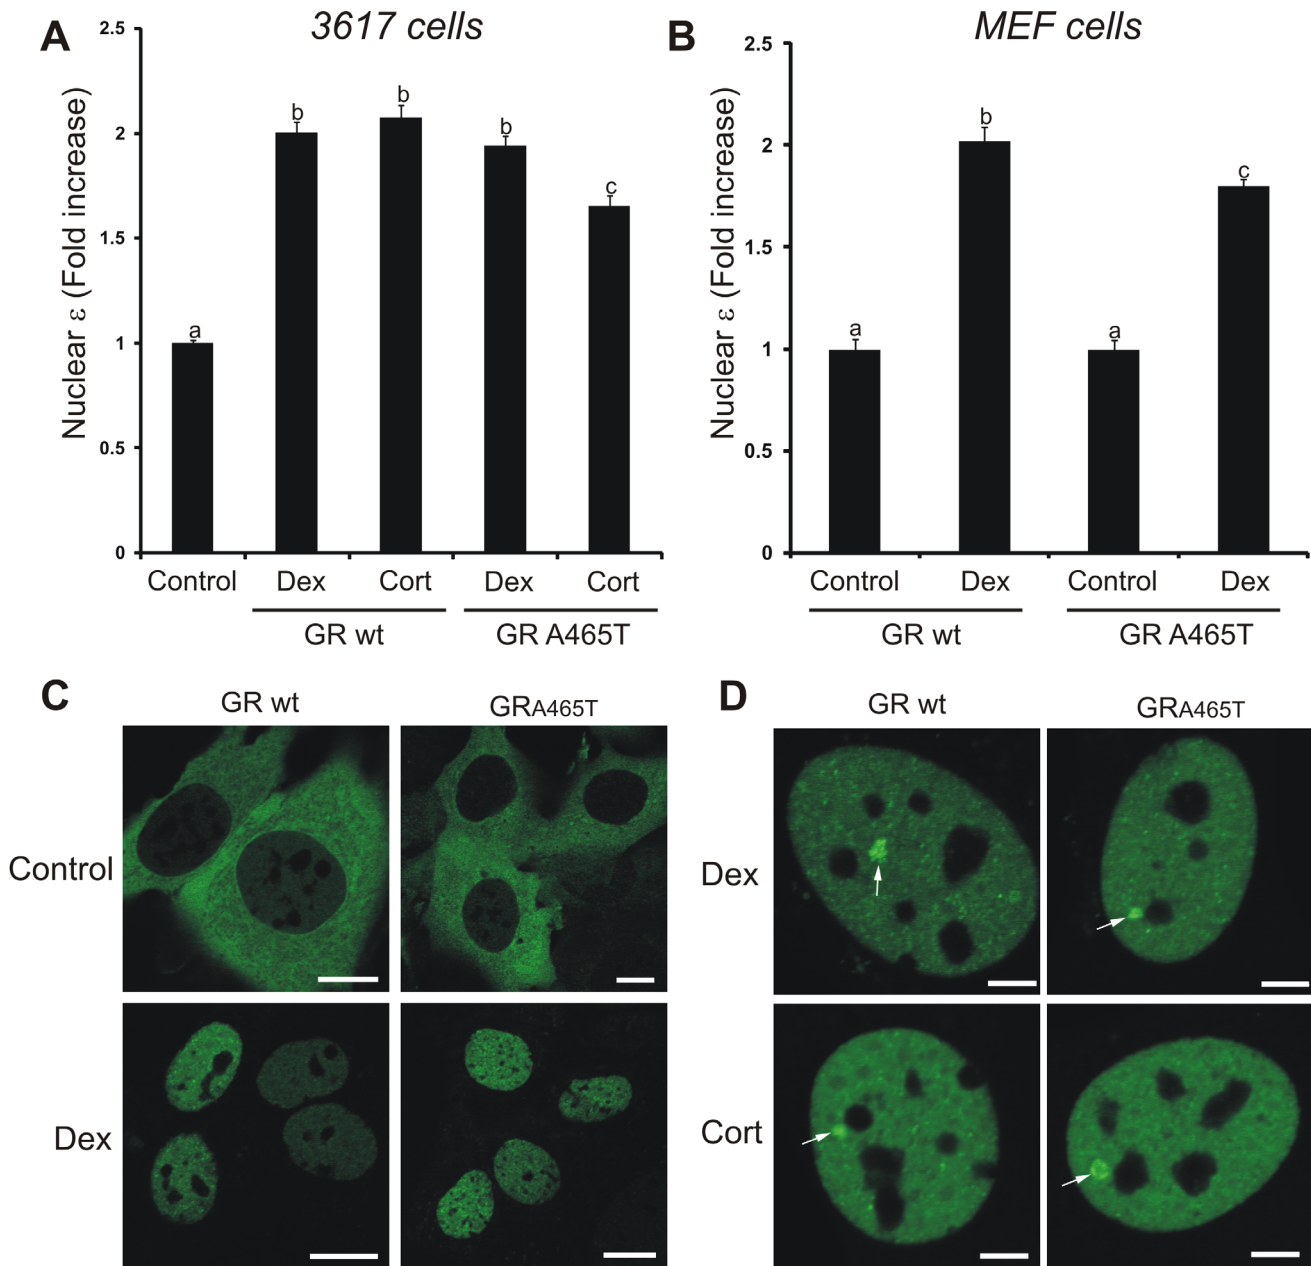 A
3617 cells
Nuclear ε (Fold increase)
2.5
2
1.5
1
0.5
0
a
b
b
b
c
Control
Dex
Cort
Dex
Cort
GR wt
GR A465T
B
MEF cells
Nuclear ε (Fold increase)
2.5
2
1.5
1
0.5
0
a
b
a
c
Control
Dex
Control
Dex
GR wt
GR A465T
C
GR wt
GRA465T
Control
Dex
D
GR wt
GRA465T
Dex
Cort